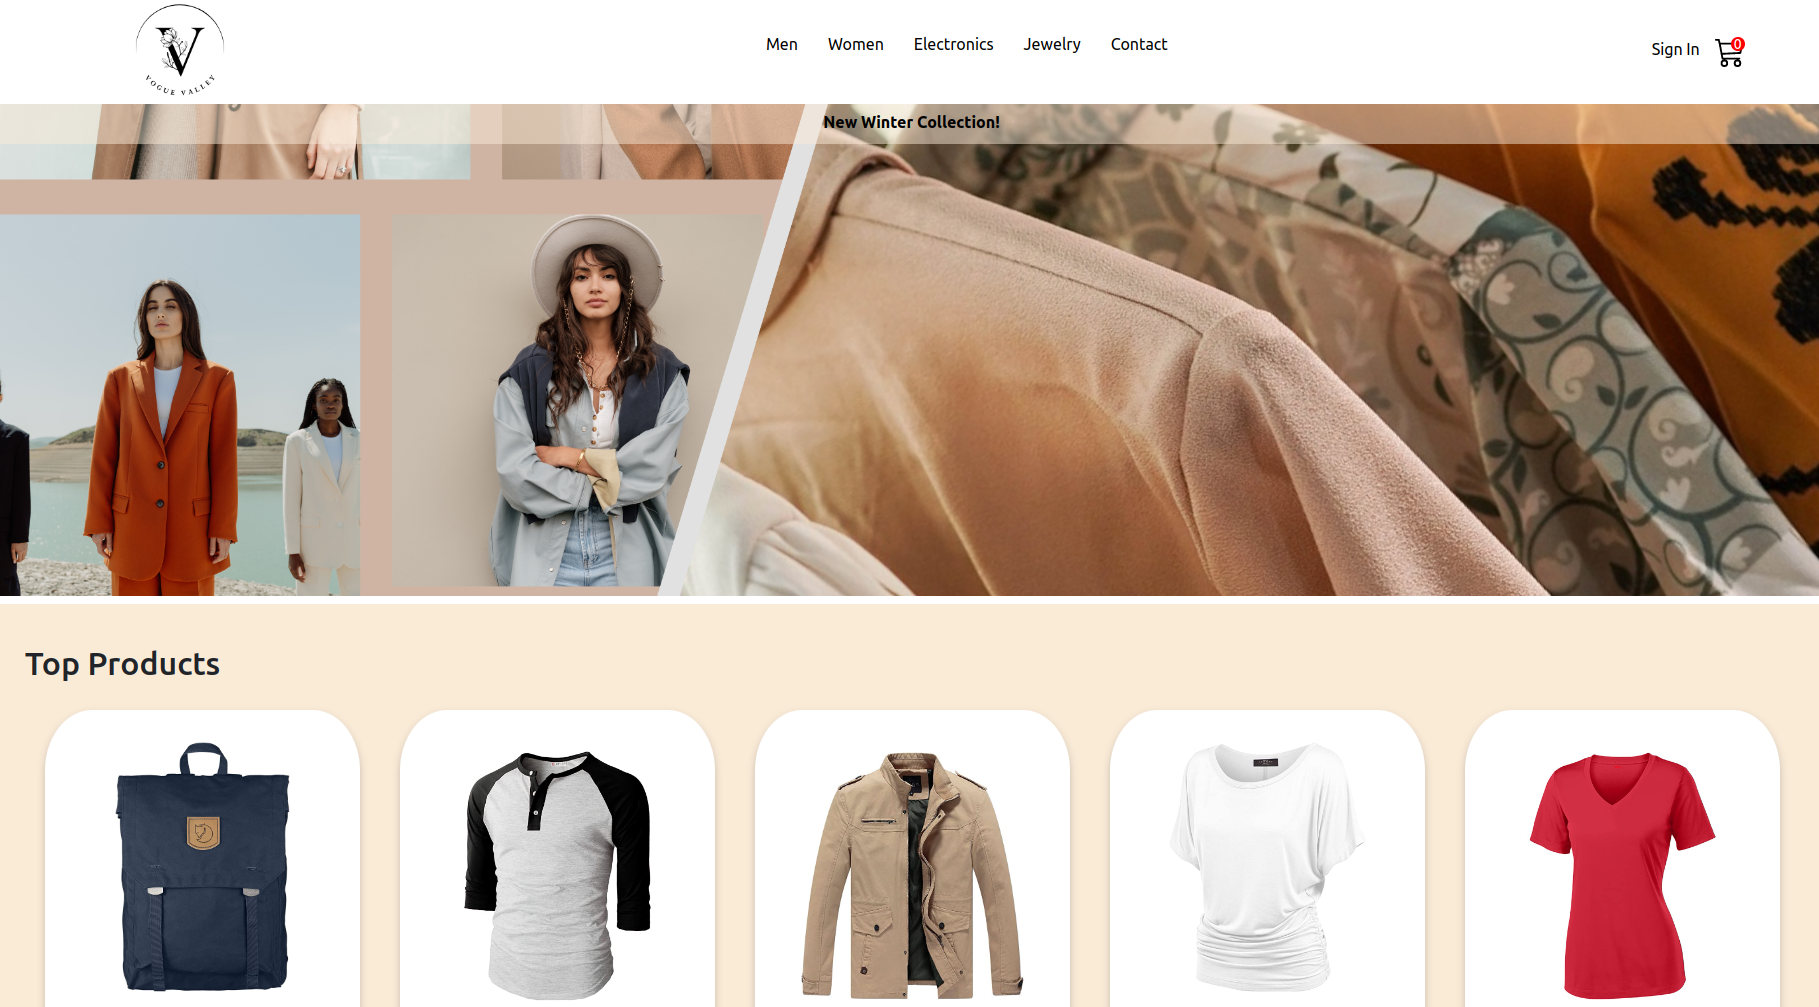 VOGUE VALLEY
Men Women Electronics Jewelry Contact
Sign In
0
New Winter Collection!
Top Products